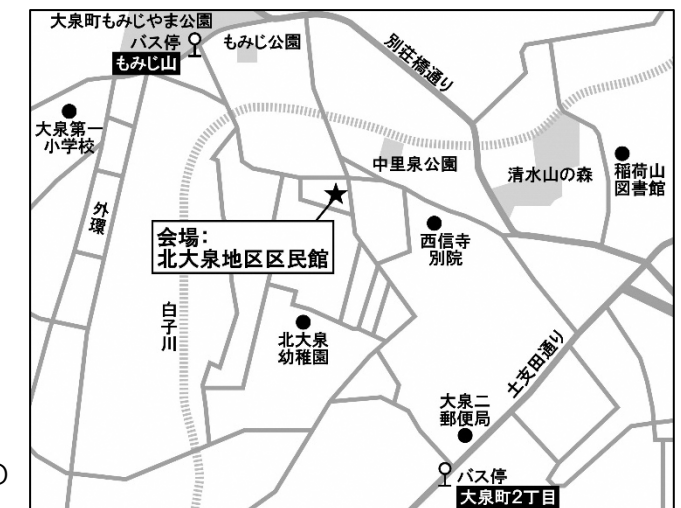 大泉町もみじやま公園
バス停
もみじ山
もみじ公園
別荘橋通り
大泉第一
小学校
中里泉公園
清水山の森
稲荷山
図書館
外環
会場：
北大泉地区区民館
西信寺
別院
白子川
北大泉
幼稚園
土支田通り
大泉二
郵便局
バス停
大泉町2丁目